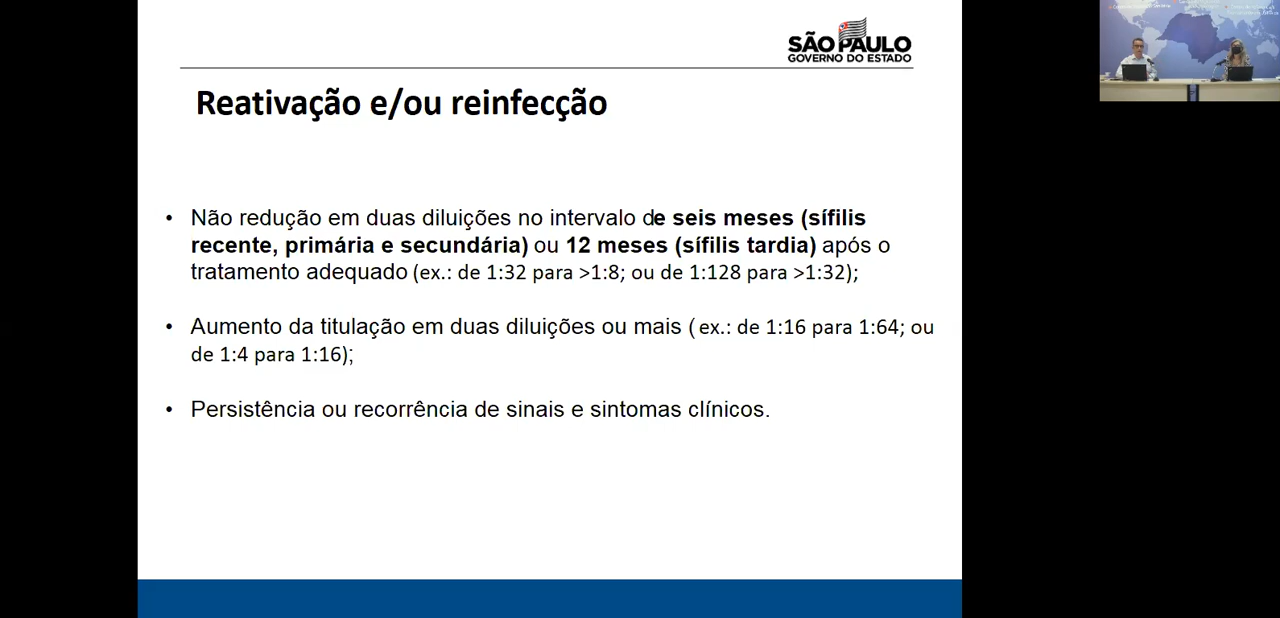 SÃO PAULO
GOVERNO DO ESTADO
Reativação e/ou reinfecção
• Não redução em duas diluições no intervalo de seis meses (sífilis
recente, primária e secundária) ou 12 meses (sífilis tardia) após o
tratamento adequado (ex.: de 1:32 para >1:8; ou de 1:128 para >1:32);
• Aumento da titulação em duas diluições ou mais ( ex.: de 1:16 para 1:64; ou
de 1:4 para 1:16);
• Persistência ou recorrência de sinais e sintomas clínicos.